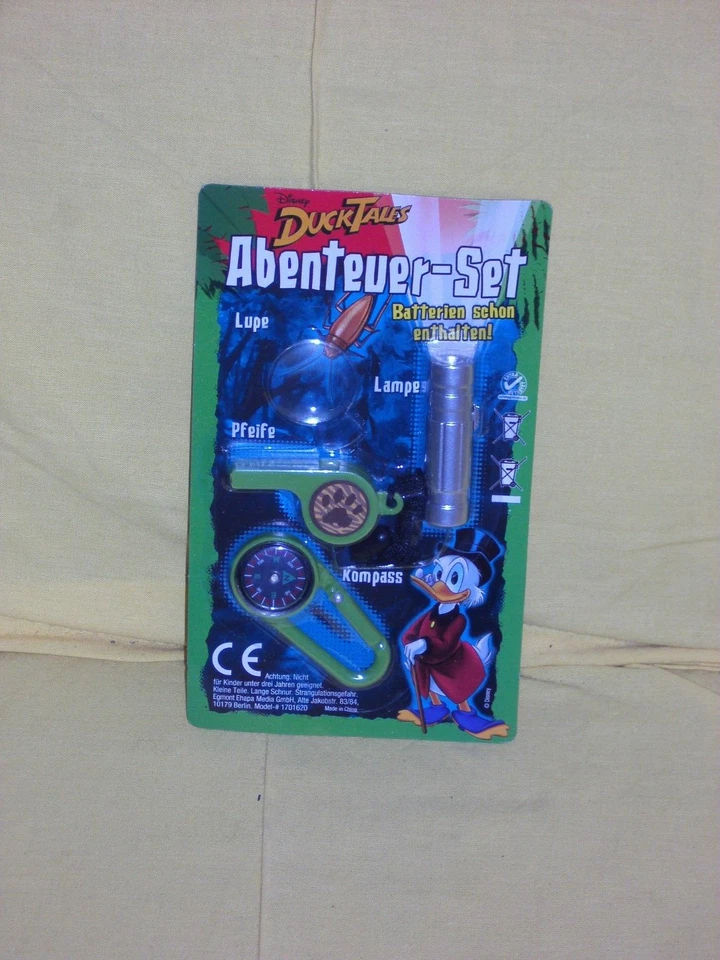 Disney
DUCKTALES
Abenteuer-Set
Batterien schon
enthalten!
Lupe
Lampe
Pfeife
Kompass
CE
Achtung. Nicht
für Kinder unter drei Jahren geeignet.
Kleine Teile. Lange Schnur. Strangulationsgefahr.
Egmont Ehapa Media GmbH, Alte Jakobstr. 83/84,
10179 Berlin. Model-# 1701620
Made in China
© Disney